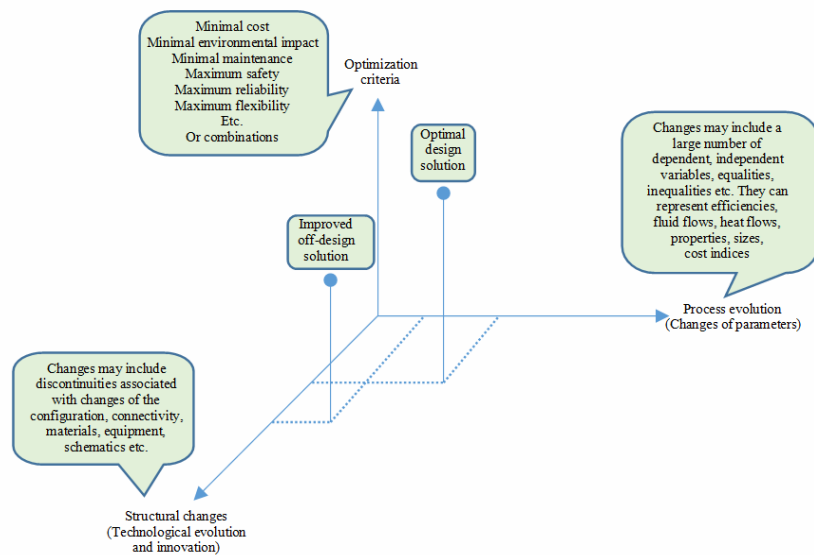 Minimal cost
Minimal environmental impact
Minimal maintenance
Maximum safety
Maximum reliability
Maximum flexibility
Etc.
Or combinations
Optimization
criteria
Optimal
design
solution
Changes may include a
large number of
dependent, independent
variables, equalities,
inequalities etc. They can
represent efficiencies,
fluid flows, heat flows,
properties, sizes,
cost indices
Improved
off-design
solution
Process evolution
(Changes of parameters)
Changes may include
discontinuities associated
with changes of the
configuration, connectivity,
materials, equipment,
schematics etc.
Structural changes
(Technological evolution
and innovation)